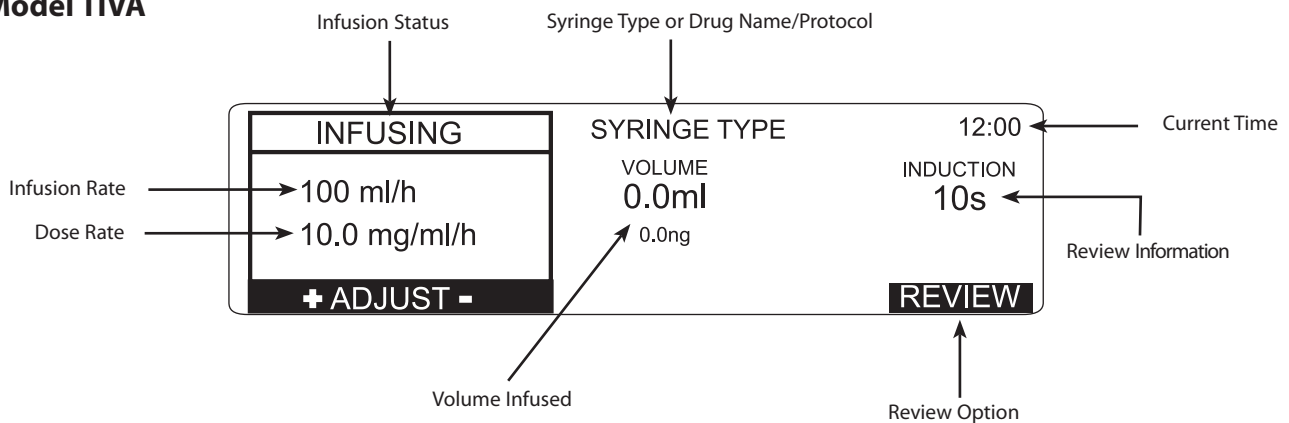 Model TIVA
Infusion Status
Syringe Type or Drug Name/Protocol
INFUSING
SYRINGE TYPE
12:00
Current Time
Infusion Rate
100 ml/h
VOLUME
0.0ml
INDUCTION
10s
Dose Rate
10.0 mg/ml/h
0.0ng
Review Information
+ ADJUST -
REVIEW
Volume Infused
Review Option